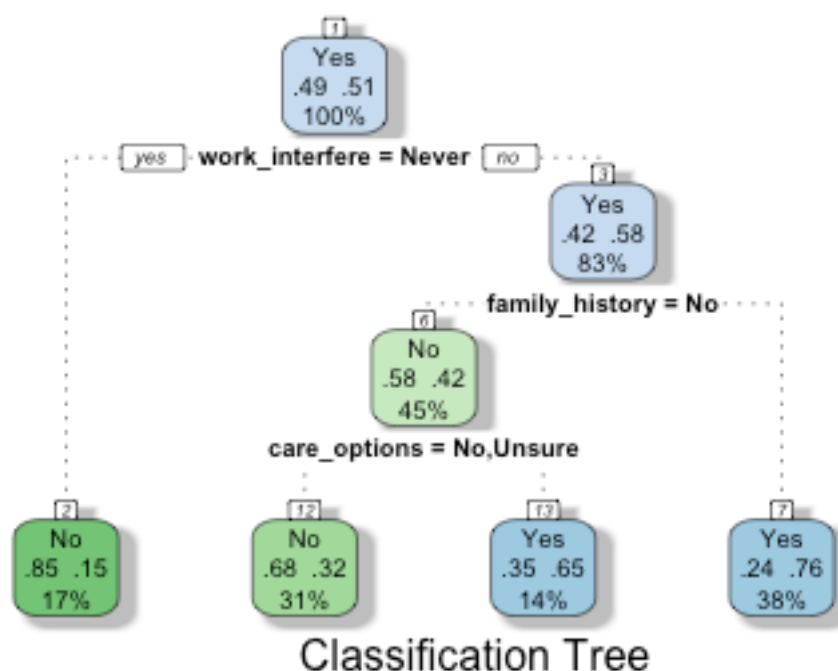 1
Yes
.49 .51
100%
yes work_interfere = Never no
3
Yes
.42 .58
83%
family_history = No
6
No
.58 .42
45%
care_options = No,Unsure
2
No
.85 .15
17%
12
No
.68 .32
31%
13
Yes
.35 .65
14%
7
Yes
.24 .76
38%
Classification Tree